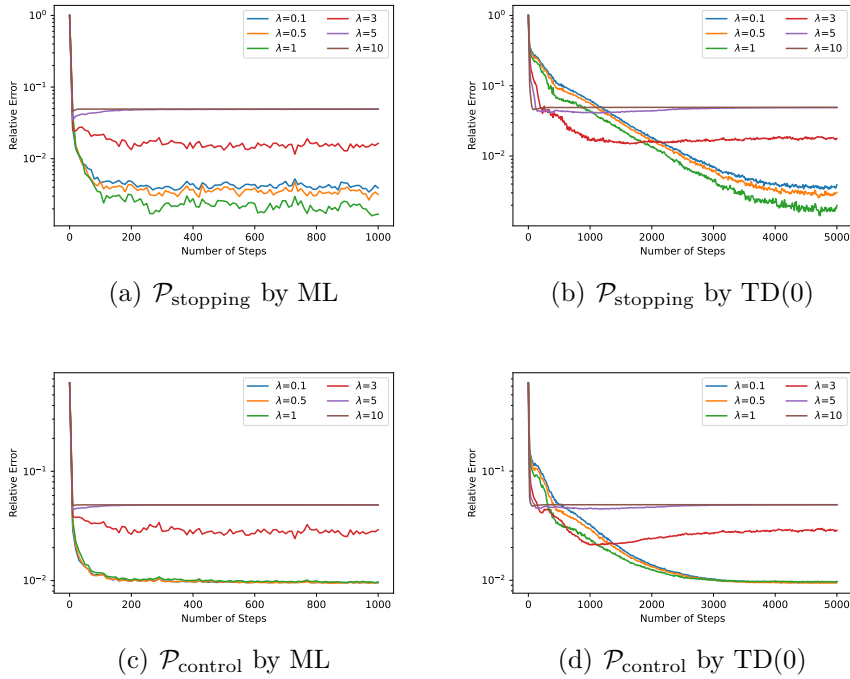 λ=0.1 λ=3
λ=0.5 λ=5
λ=1 λ=10
10⁰
10⁻¹
10⁻²
Relative Error
0 200 400 600 800 1000
Number of Steps
(a) 𝒫stopping by ML
λ=0.1 λ=3
λ=0.5 λ=5
λ=1 λ=10
10⁰
10⁻¹
10⁻²
Relative Error
0 1000 2000 3000 4000 5000
Number of Steps
(b) 𝒫stopping by TD(0)
λ=0.1 λ=3
λ=0.5 λ=5
λ=1 λ=10
10⁻¹
10⁻²
Relative Error
0 200 400 600 800 1000
Number of Steps
(c) 𝒫control by ML
λ=0.1 λ=3
λ=0.5 λ=5
λ=1 λ=10
10⁻¹
10⁻²
Relative Error
0 1000 2000 3000 4000 5000
Number of Steps
(d) 𝒫control by TD(0)